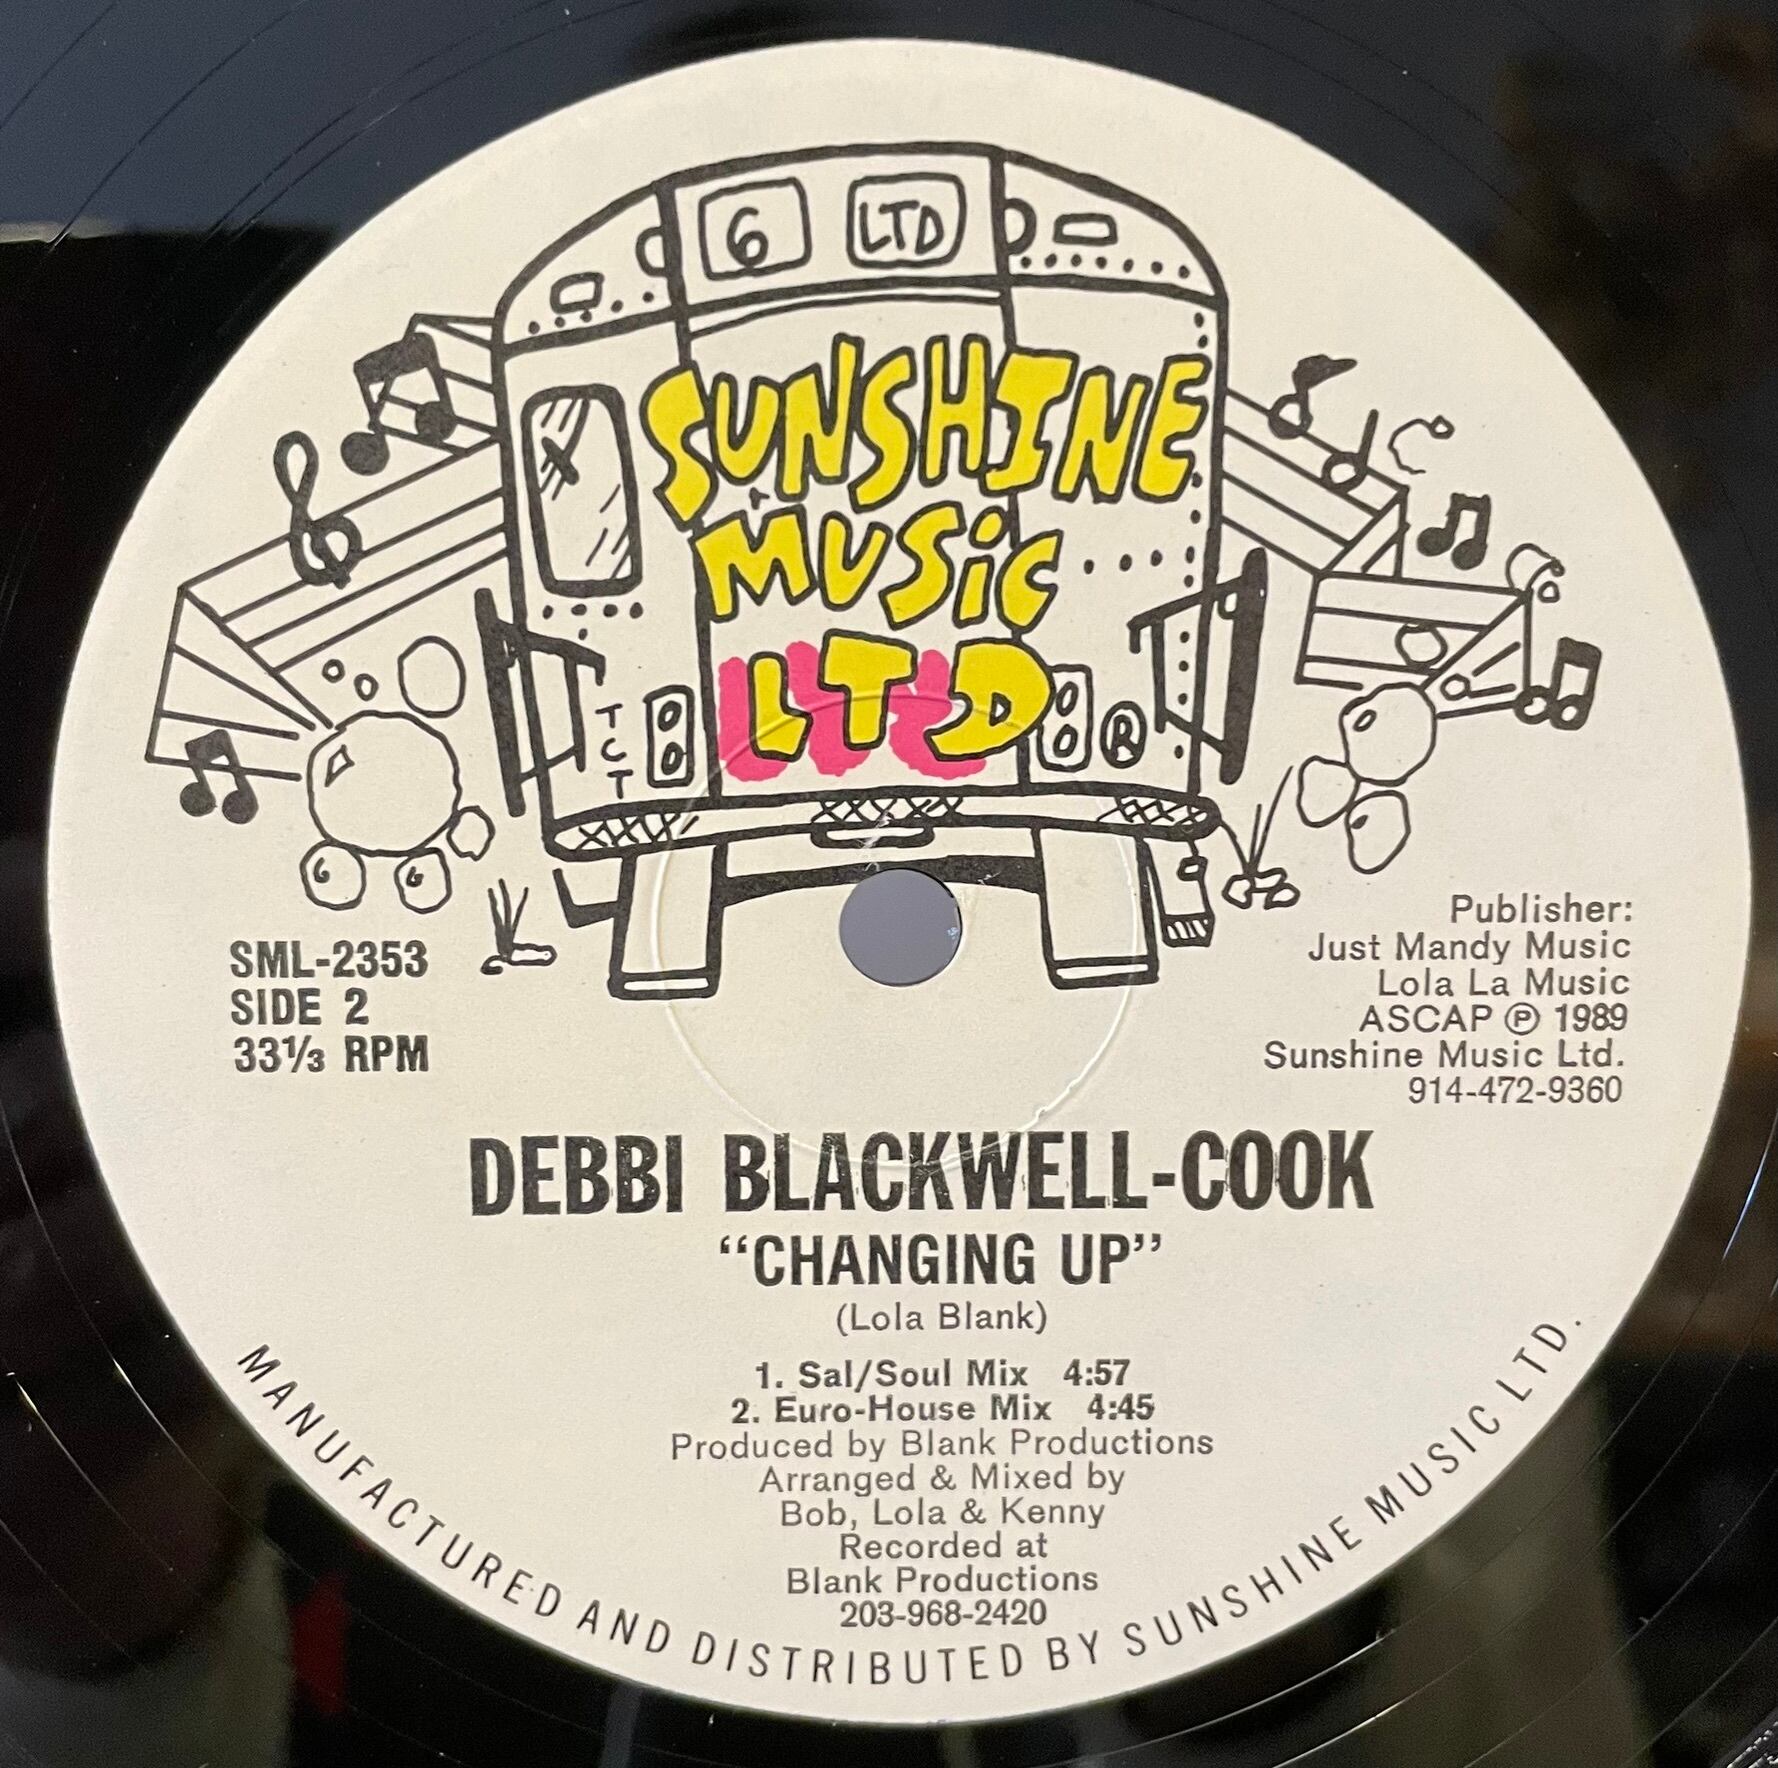 6 LTD
SUNSHINE
MUSiC
LTD
TCT
®
SML-2353
SIDE 2
33⅓ RPM
Publisher:
Just Mandy Music
Lola La Music
ASCAP ℗ 1989
Sunshine Music Ltd.
914-472-9360
DEBBI BLACKWELL-COOK
“CHANGING UP”
(Lola Blank)
1. Sal/Soul Mix 4:57
2. Euro-House Mix 4:45
Produced by Blank Productions
Arranged & Mixed by
Bob, Lola & Kenny
Recorded at
Blank Productions
203-968-2420
MANUFACTURED AND DISTRIBUTED BY SUNSHINE MUSIC LTD.